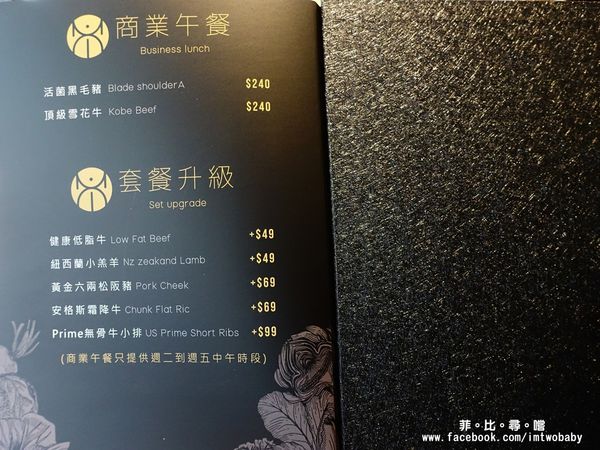 商業午餐
Business lunch
活菌黑毛豬 Blade shoulderA $240
頂級雪花牛 Kobe Beef $240
套餐升級
Set upgrade
健康低脂牛 Low Fat Beef +$49
紐西蘭小羔羊 Nz zeakand Lamb +$49
黃金六兩松阪豬 Pork Cheek +$69
安格斯霜降牛 Chunk Flat Ric +$69
Prime無骨牛小排 US Prime Short Ribs +$99
(商業午餐只提供週二到週五中午時段)
菲。比。尋。嚐
www.facebook.com/imtwobaby